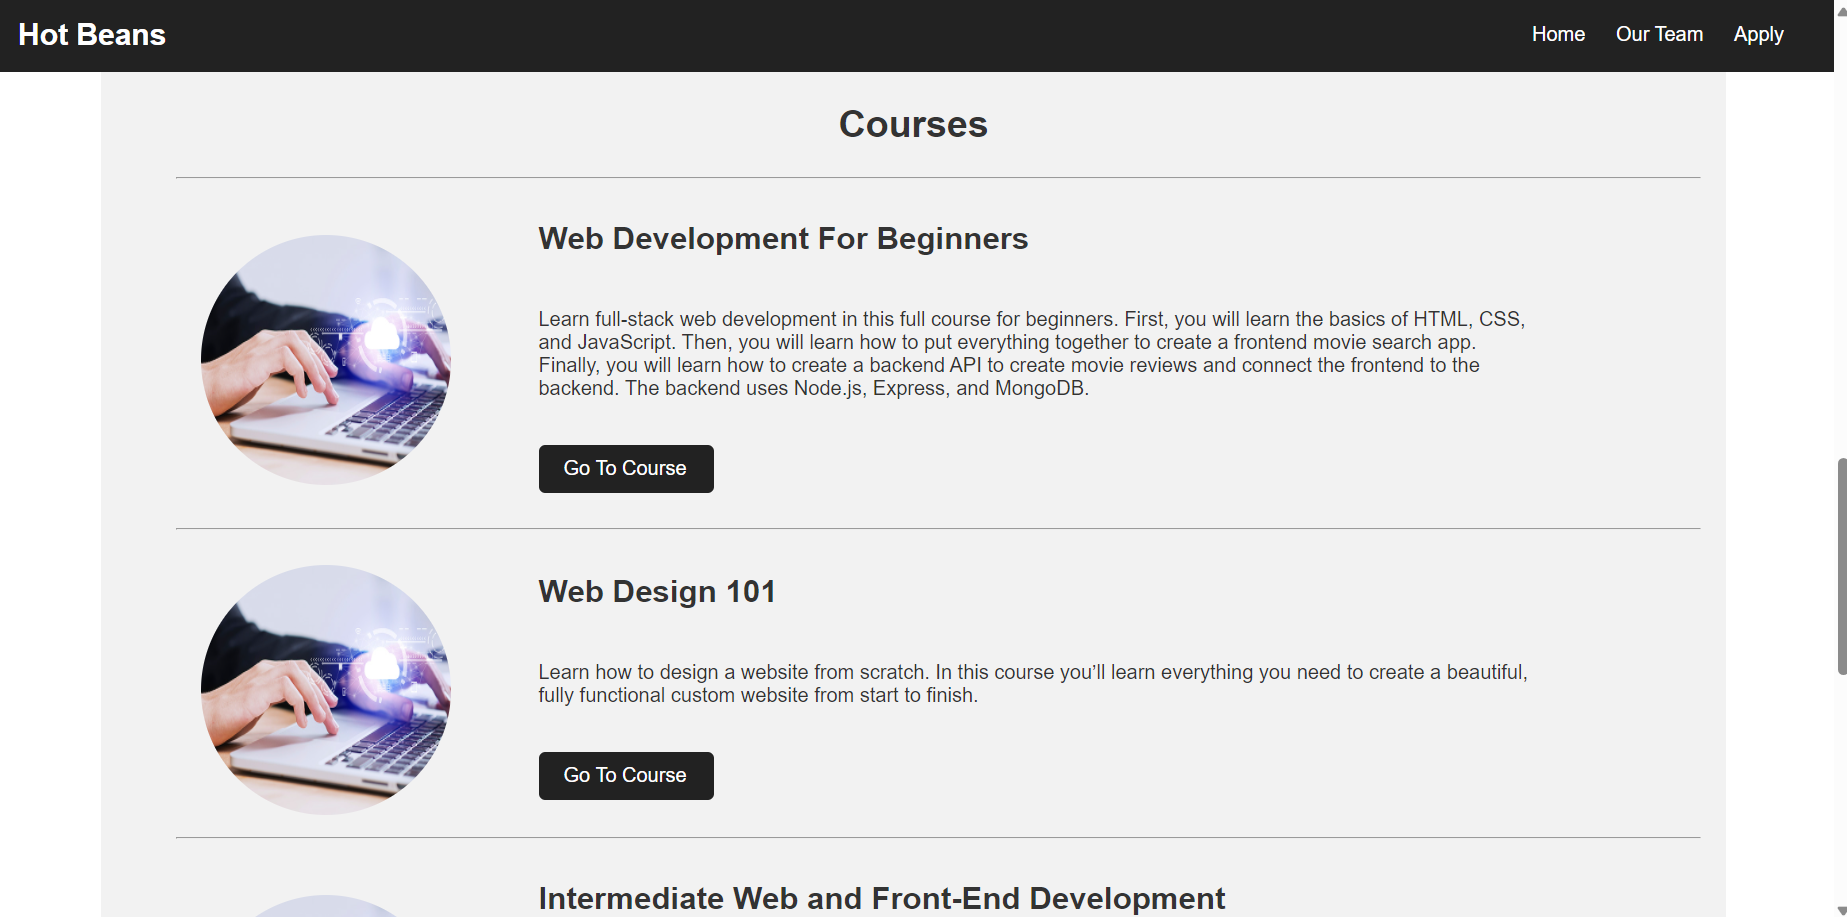 Hot Beans
Home
Our Team
Apply
Courses
Web Development For Beginners
Learn full-stack web development in this full course for beginners. First, you will learn the basics of HTML, CSS,
and JavaScript. Then, you will learn how to put everything together to create a frontend movie search app.
Finally, you will learn how to create a backend API to create movie reviews and connect the frontend to the
backend. The backend uses Node.js, Express, and MongoDB.
Go To Course
Web Design 101
Learn how to design a website from scratch. In this course you’ll learn everything you need to create a beautiful,
fully functional custom website from start to finish.
Go To Course
Intermediate Web and Front-End Development